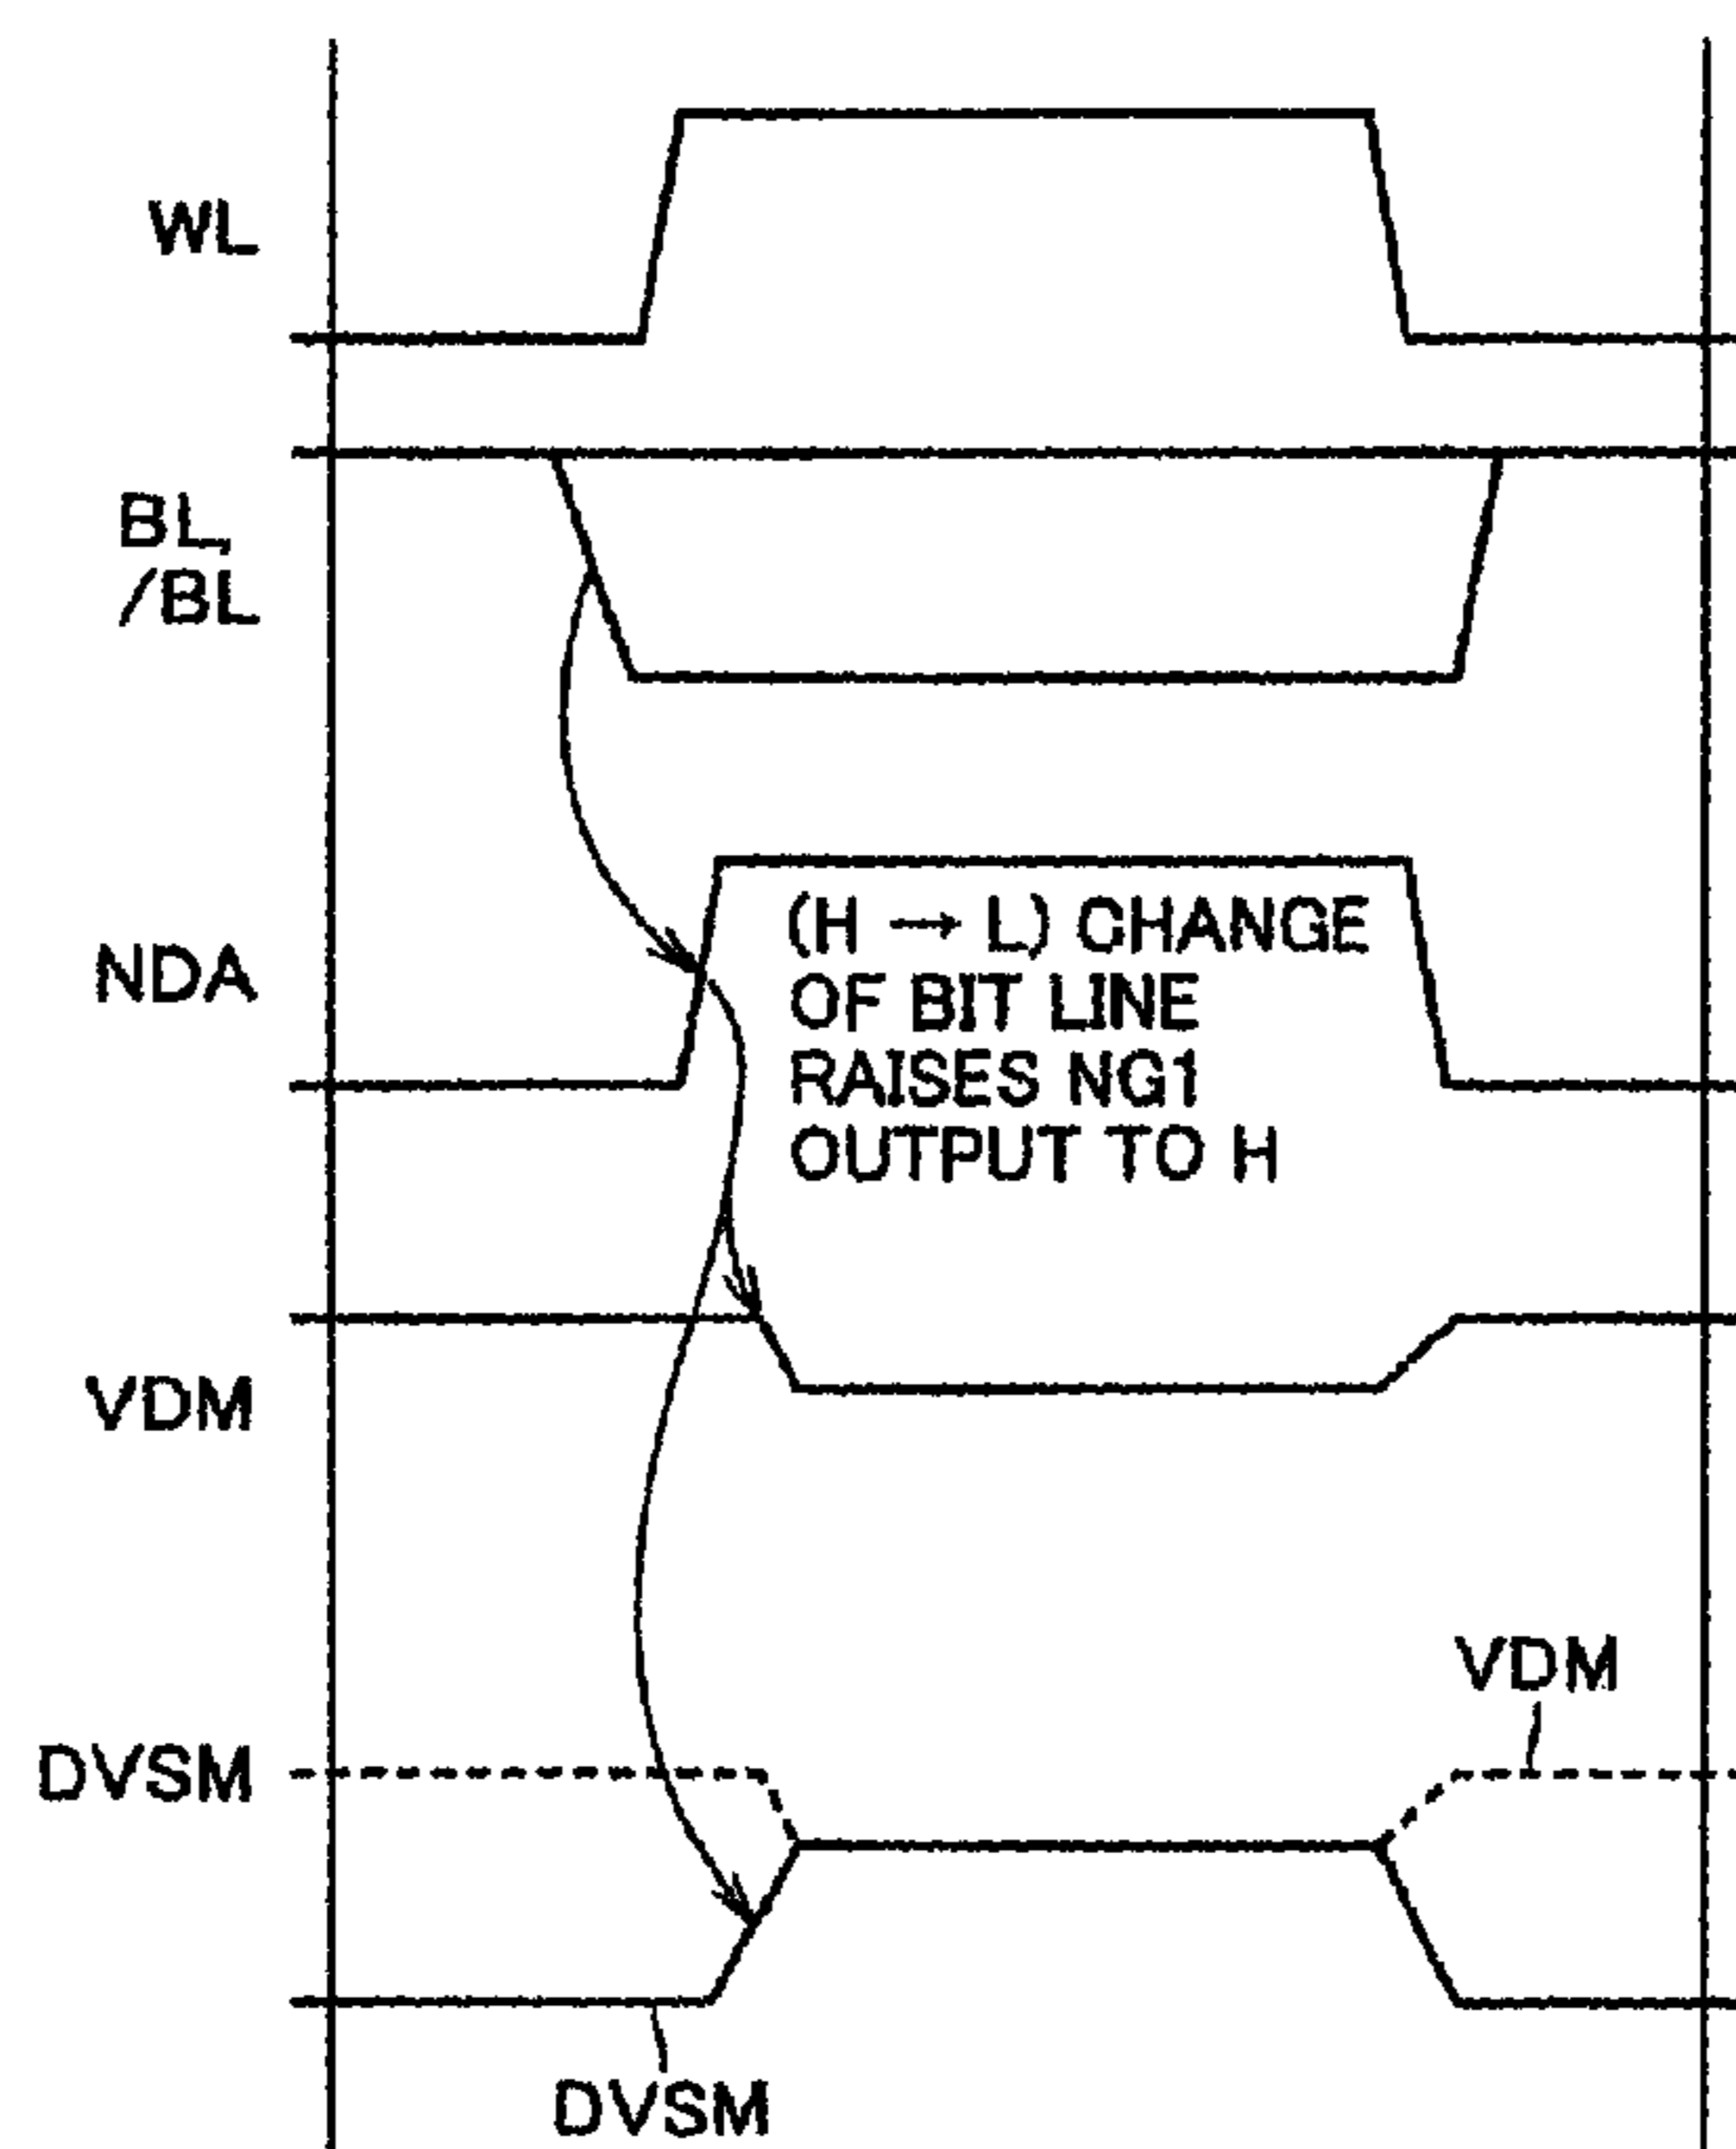 WL
BL,
/BL
NDA
(H → L) CHANGE
OF BIT LINE
RAISES NG1
OUTPUT TO H
VDM
VDM
DVSM
DVSM